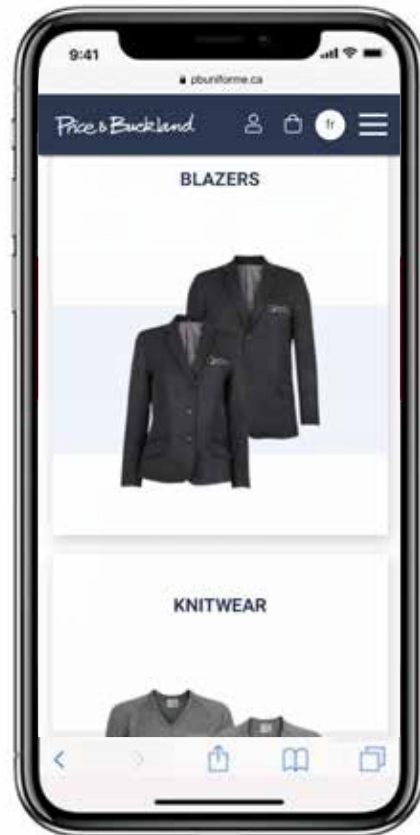 9:41
pbuniforme.ca
Price & Buckland
fr
BLAZERS
KNITWEAR